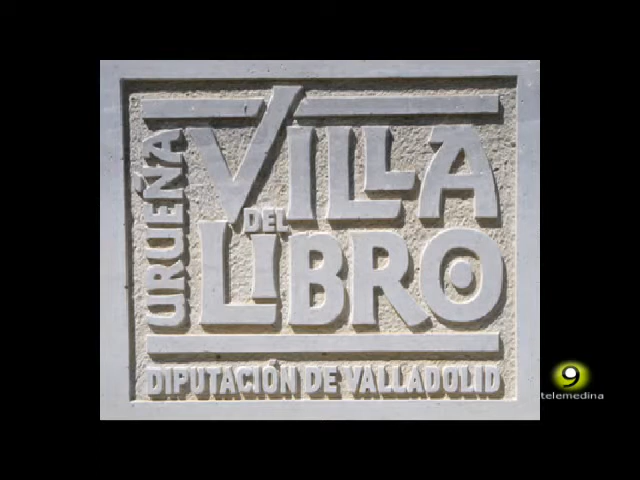 URUEÑA
VILLA
DEL
LIBRO
DIPUTACIÓN DE VALLADOLID
9
telemedina